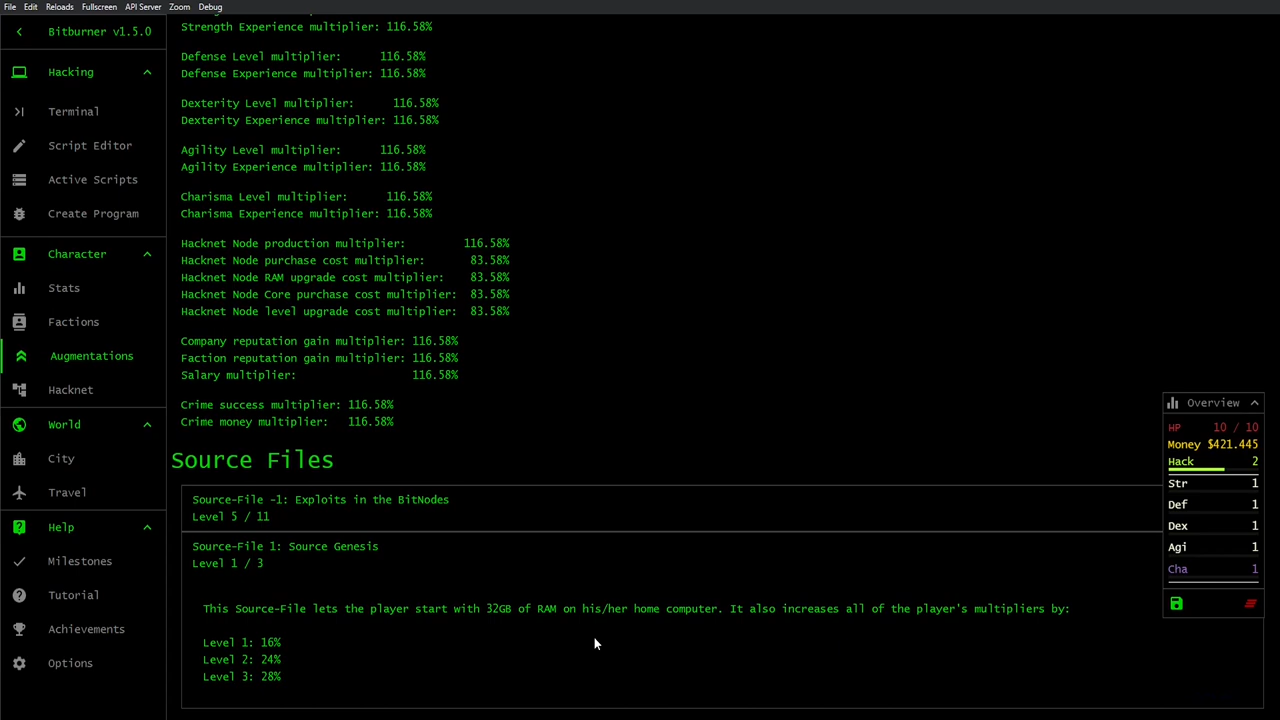 File Edit Reloads Fullscreen API Server Zoom Debug
Bitburner v1.5.0
Hacking
Terminal
Script Editor
Active Scripts
Create Program
Character
Stats
Factions
Augmentations
Hacknet
World
City
Travel
Help
Milestones
Tutorial
Achievements
Options
Strength Experience multiplier: 116.58%
Defense Level multiplier: 116.58%
Defense Experience multiplier: 116.58%
Dexterity Level multiplier: 116.58%
Dexterity Experience multiplier: 116.58%
Agility Level multiplier: 116.58%
Agility Experience multiplier: 116.58%
Charisma Level multiplier: 116.58%
Charisma Experience multiplier: 116.58%
Hacknet Node production multiplier: 116.58%
Hacknet Node purchase cost multiplier: 83.58%
Hacknet Node RAM upgrade cost multiplier: 83.58%
Hacknet Node Core purchase cost multiplier: 83.58%
Hacknet Node level upgrade cost multiplier: 83.58%
Company reputation gain multiplier: 116.58%
Faction reputation gain multiplier: 116.58%
Salary multiplier: 116.58%
Crime success multiplier: 116.58%
Crime money multiplier: 116.58%
Source Files
Source-File -1: Exploits in the BitNodes
Level 5 / 11
Source-File 1: Source Genesis
Level 1 / 3
This Source-File lets the player start with 32GB of RAM on his/her home computer. It also increases all of the player's multipliers by:
Level 1: 16%
Level 2: 24%
Level 3: 28%
Overview
HP 10 / 10
Money $421.445
Hack 2
Str 1
Def 1
Dex 1
Agi 1
Cha 1